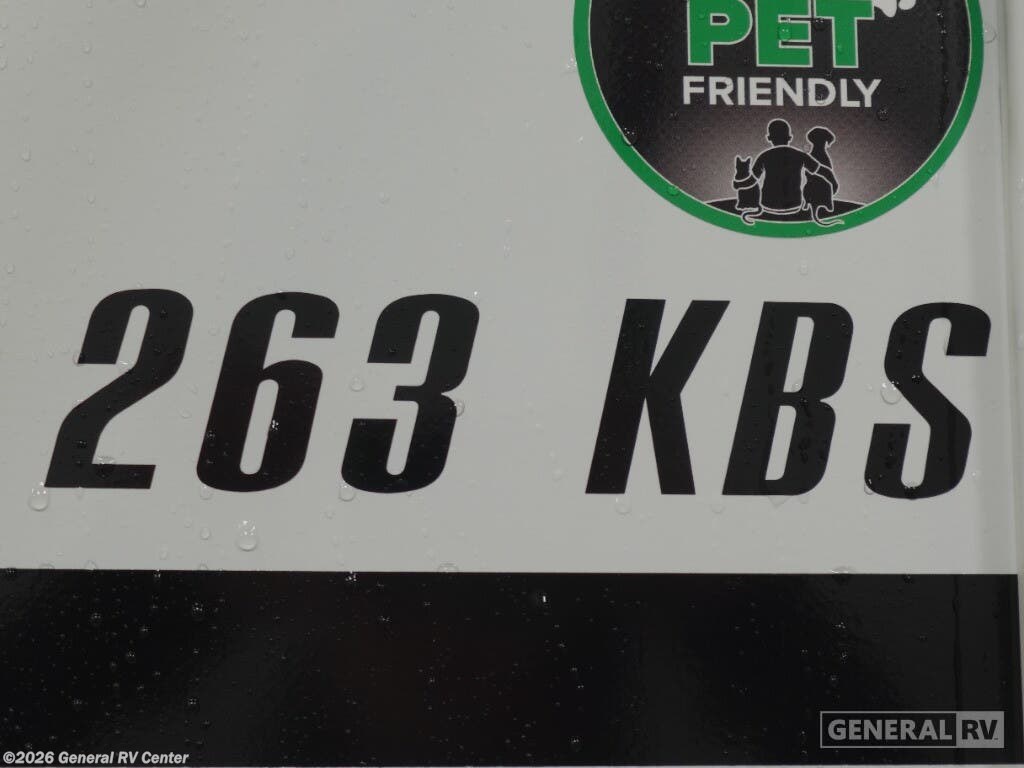 PET
FRIENDLY
263 KBS
GENERAL RV
©2026 General RV Center